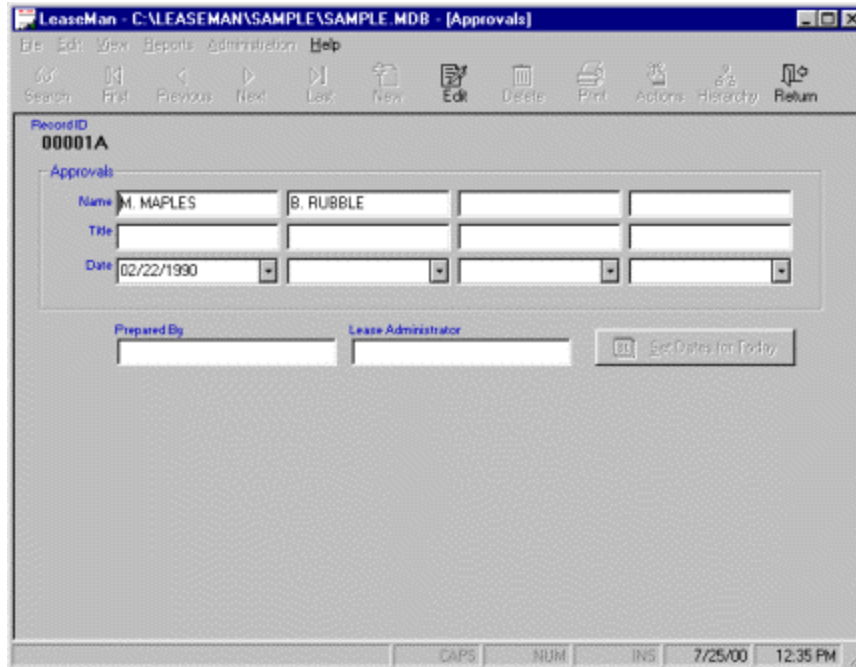 LeaseMan - C:\LEASEMAN\SAMPLE\SAMPLE.MDB - [Approvals]
File Edit View Reports Administration Help
Search First Previous Next Last New Edit Delete Print Actions Hierarchy Return
Record ID
00001A
Approvals
Name M. MAPLES B. RUBBLE
Title
Date 02/22/1990
Prepared By Lease Administrator
Set Dates for Today
CAPS NUM INS 7/25/00 12:35 PM